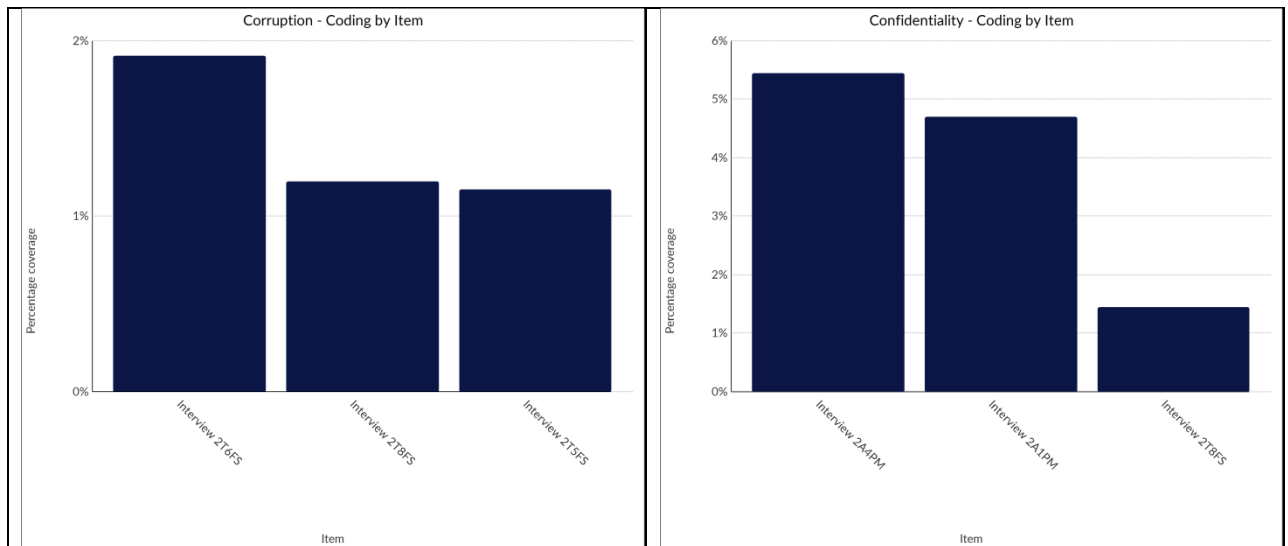 Corruption - Coding by Item
2%
1%
0%
Percentage coverage
Interview 2T6FS
Interview 2T8FS
Interview 2T5FS
Item
Confidentiality - Coding by Item
6%
5%
4%
3%
2%
1%
0%
Percentage coverage
Interview 2A4PM
Interview 2A1PM
Interview 2T8FS
Item